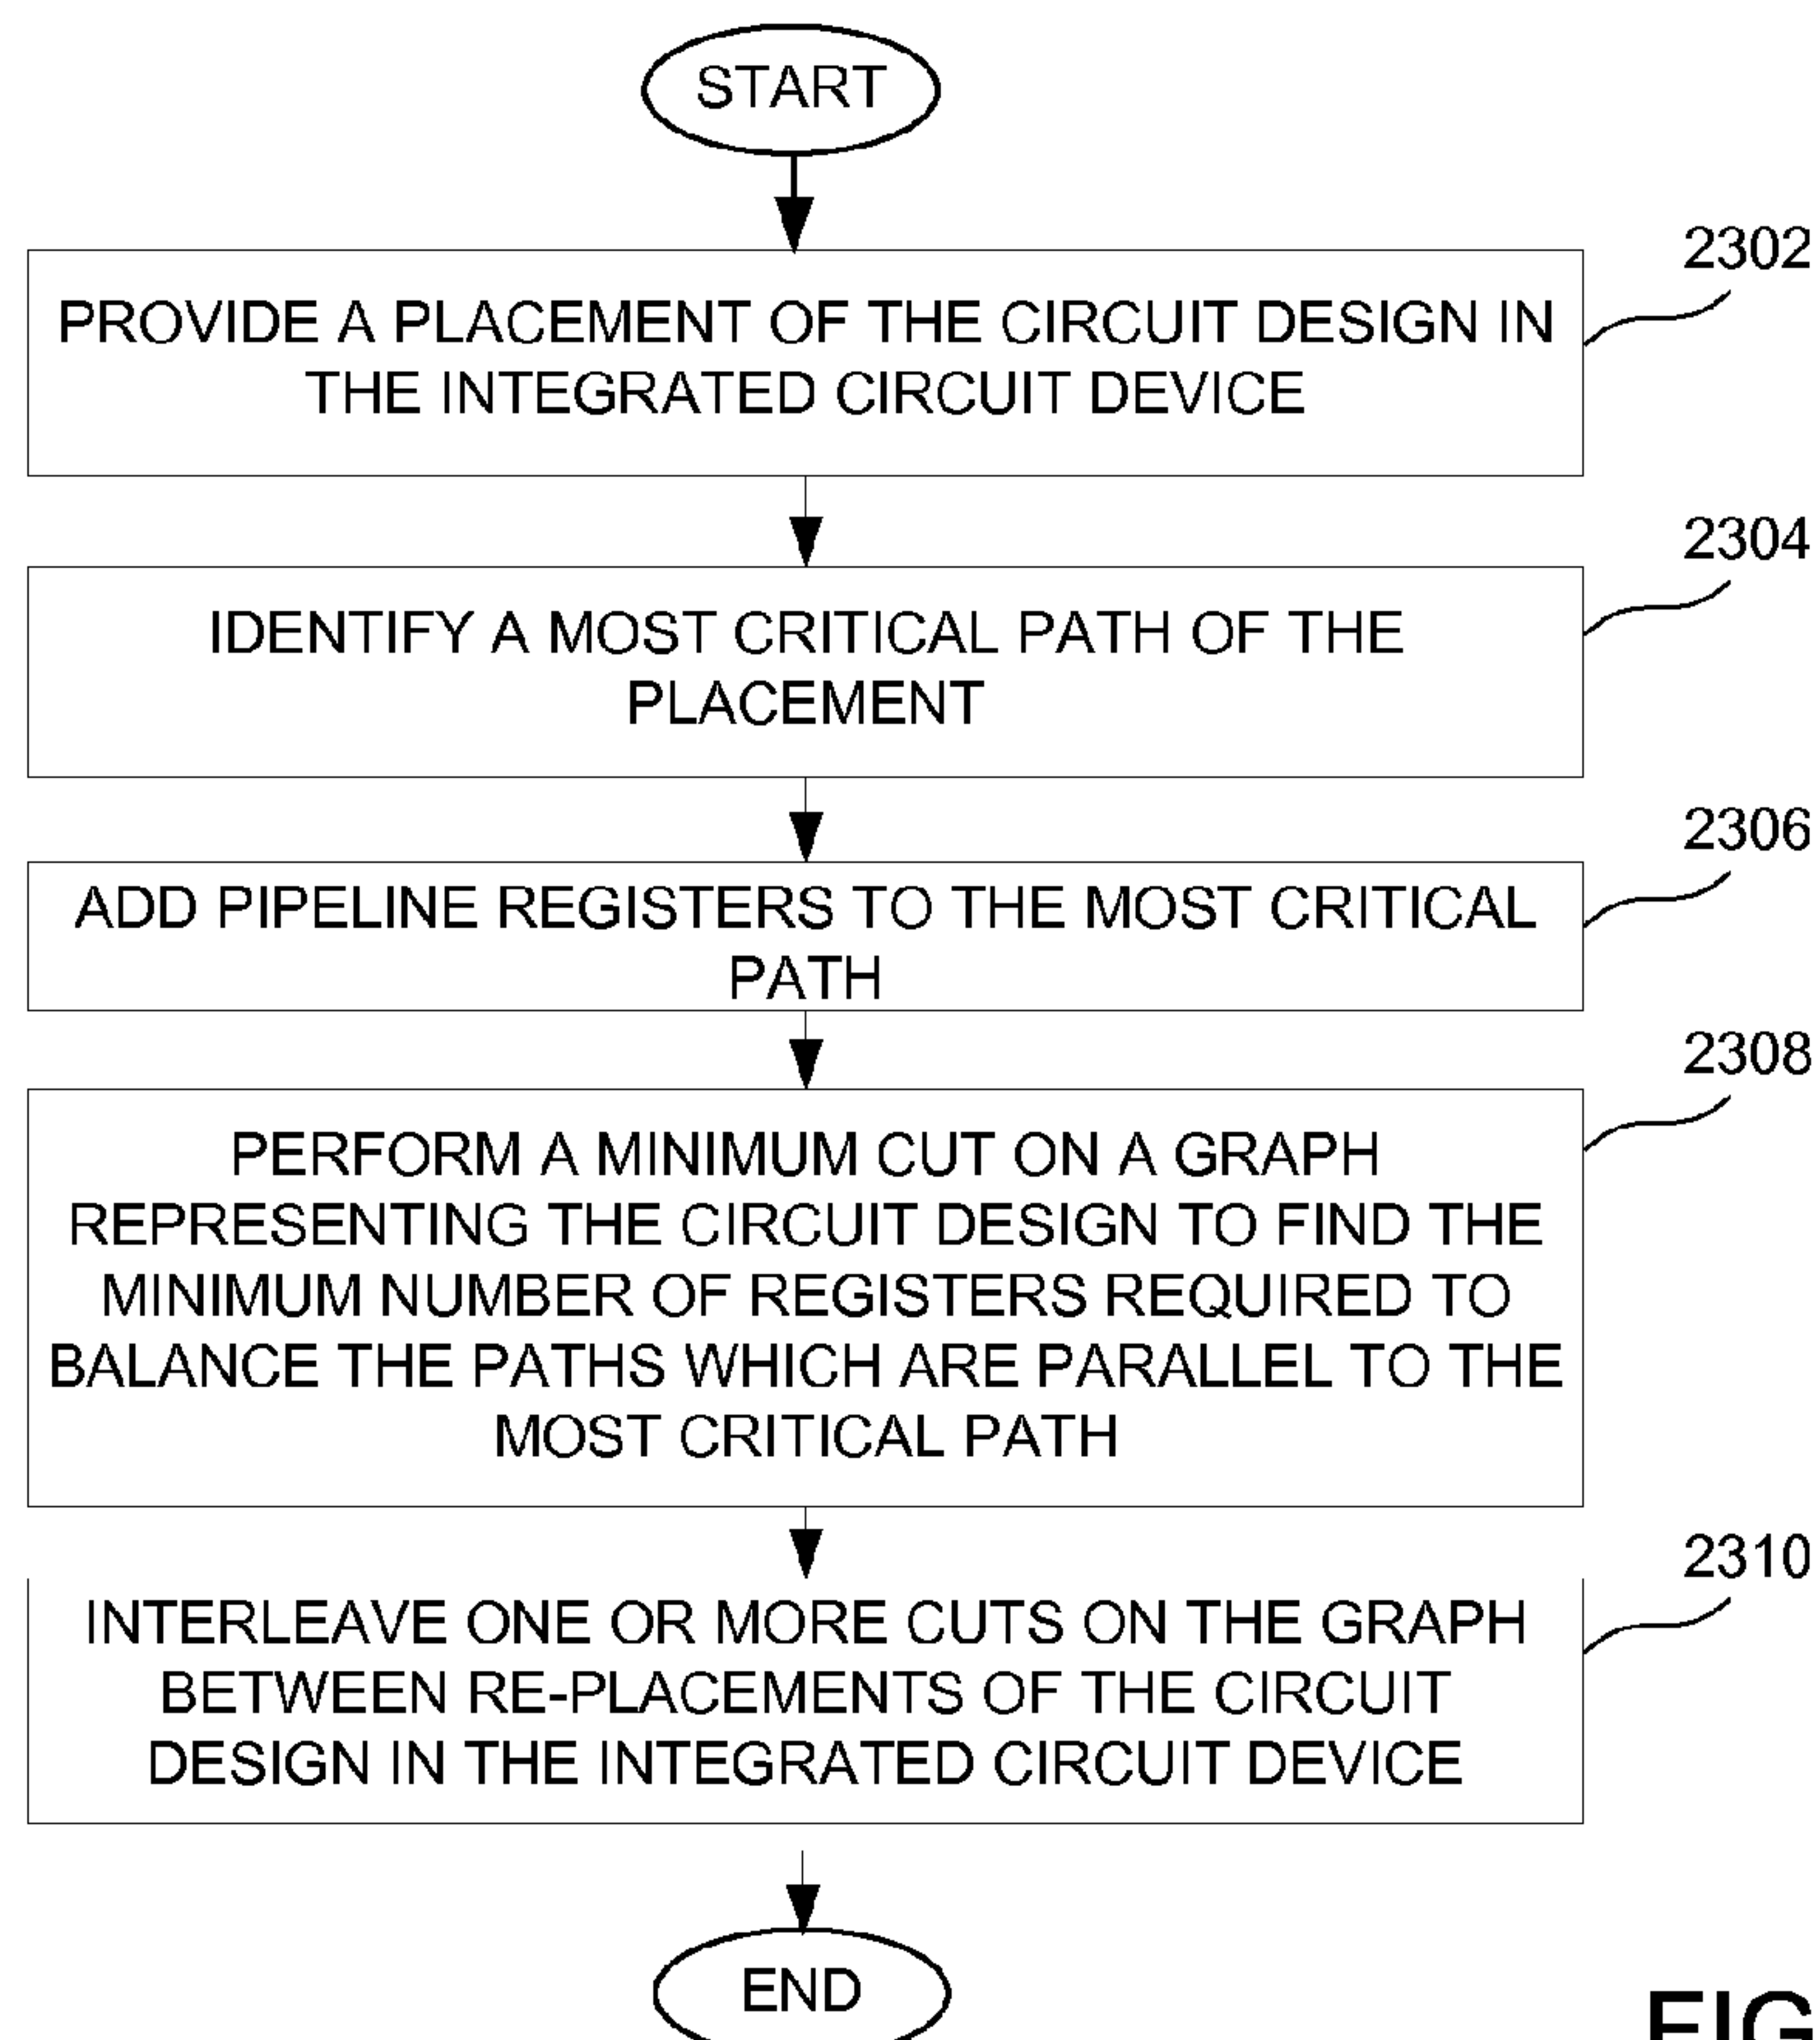 START
2302
PROVIDE A PLACEMENT OF THE CIRCUIT DESIGN IN
THE INTEGRATED CIRCUIT DEVICE
2304
IDENTIFY A MOST CRITICAL PATH OF THE
PLACEMENT
2306
ADD PIPELINE REGISTERS TO THE MOST CRITICAL
PATH
2308
PERFORM A MINIMUM CUT ON A GRAPH
REPRESENTING THE CIRCUIT DESIGN TO FIND THE
MINIMUM NUMBER OF REGISTERS REQUIRED TO
BALANCE THE PATHS WHICH ARE PARALLEL TO THE
MOST CRITICAL PATH
2310
INTERLEAVE ONE OR MORE CUTS ON THE GRAPH
BETWEEN RE-PLACEMENTS OF THE CIRCUIT
DESIGN IN THE INTEGRATED CIRCUIT DEVICE
END
FIG